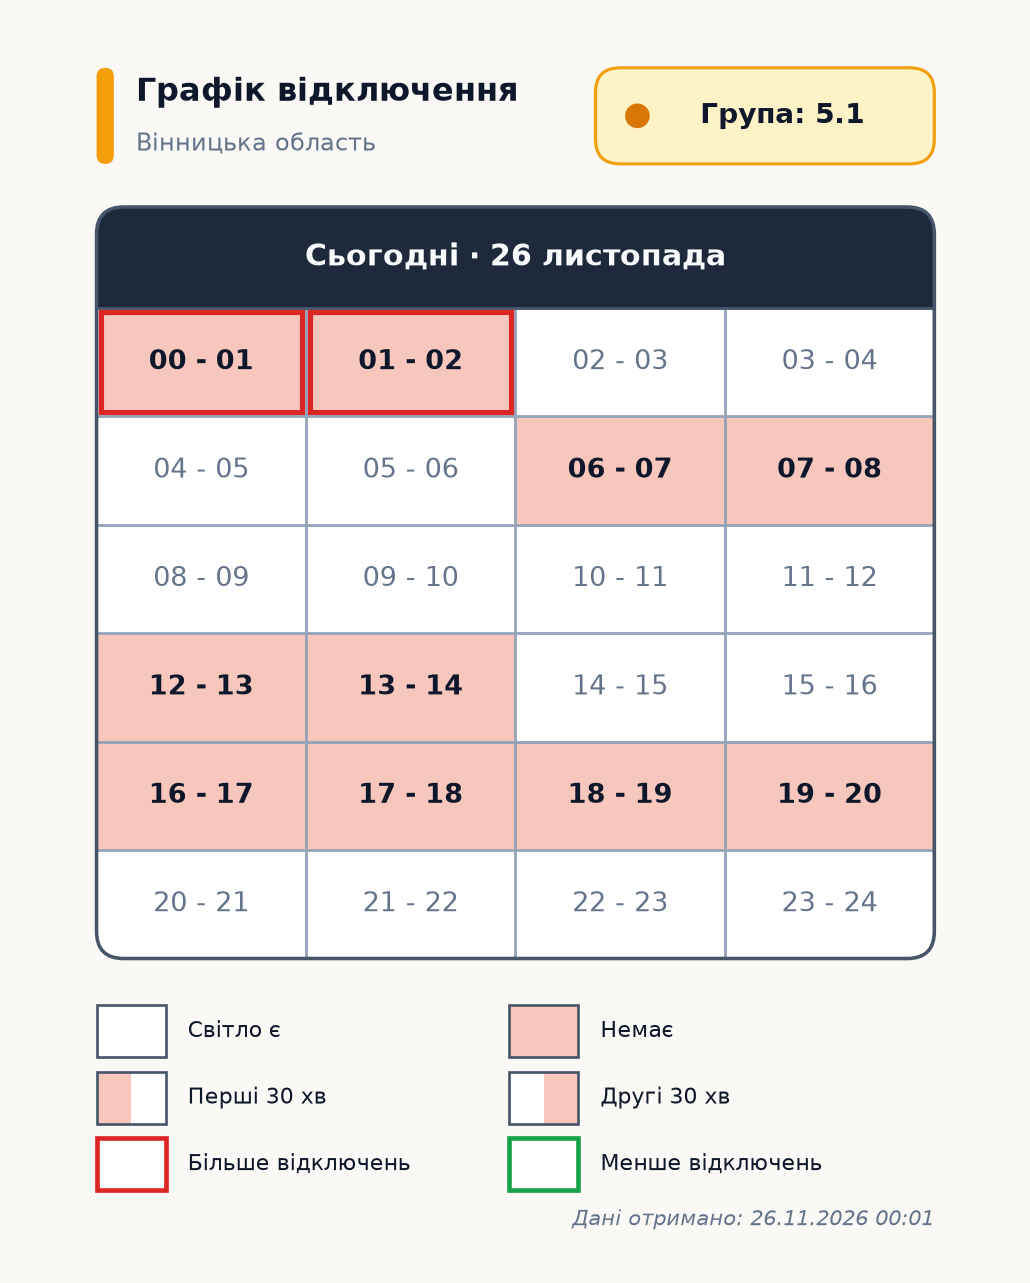 Графік відключення
Вінницька область
Група: 5.1
Сьогодні · 26 листопада
00 - 01 01 - 02 02 - 03 03 - 04
04 - 05 05 - 06 06 - 07 07 - 08
08 - 09 09 - 10 10 - 11 11 - 12
12 - 13 13 - 14 14 - 15 15 - 16
16 - 17 17 - 18 18 - 19 19 - 20
20 - 21 21 - 22 22 - 23 23 - 24
Світло є Немає
Перші 30 хв Другі 30 хв
Більше відключень Менше відключень
Дані отримано: 26.11.2026 00:01